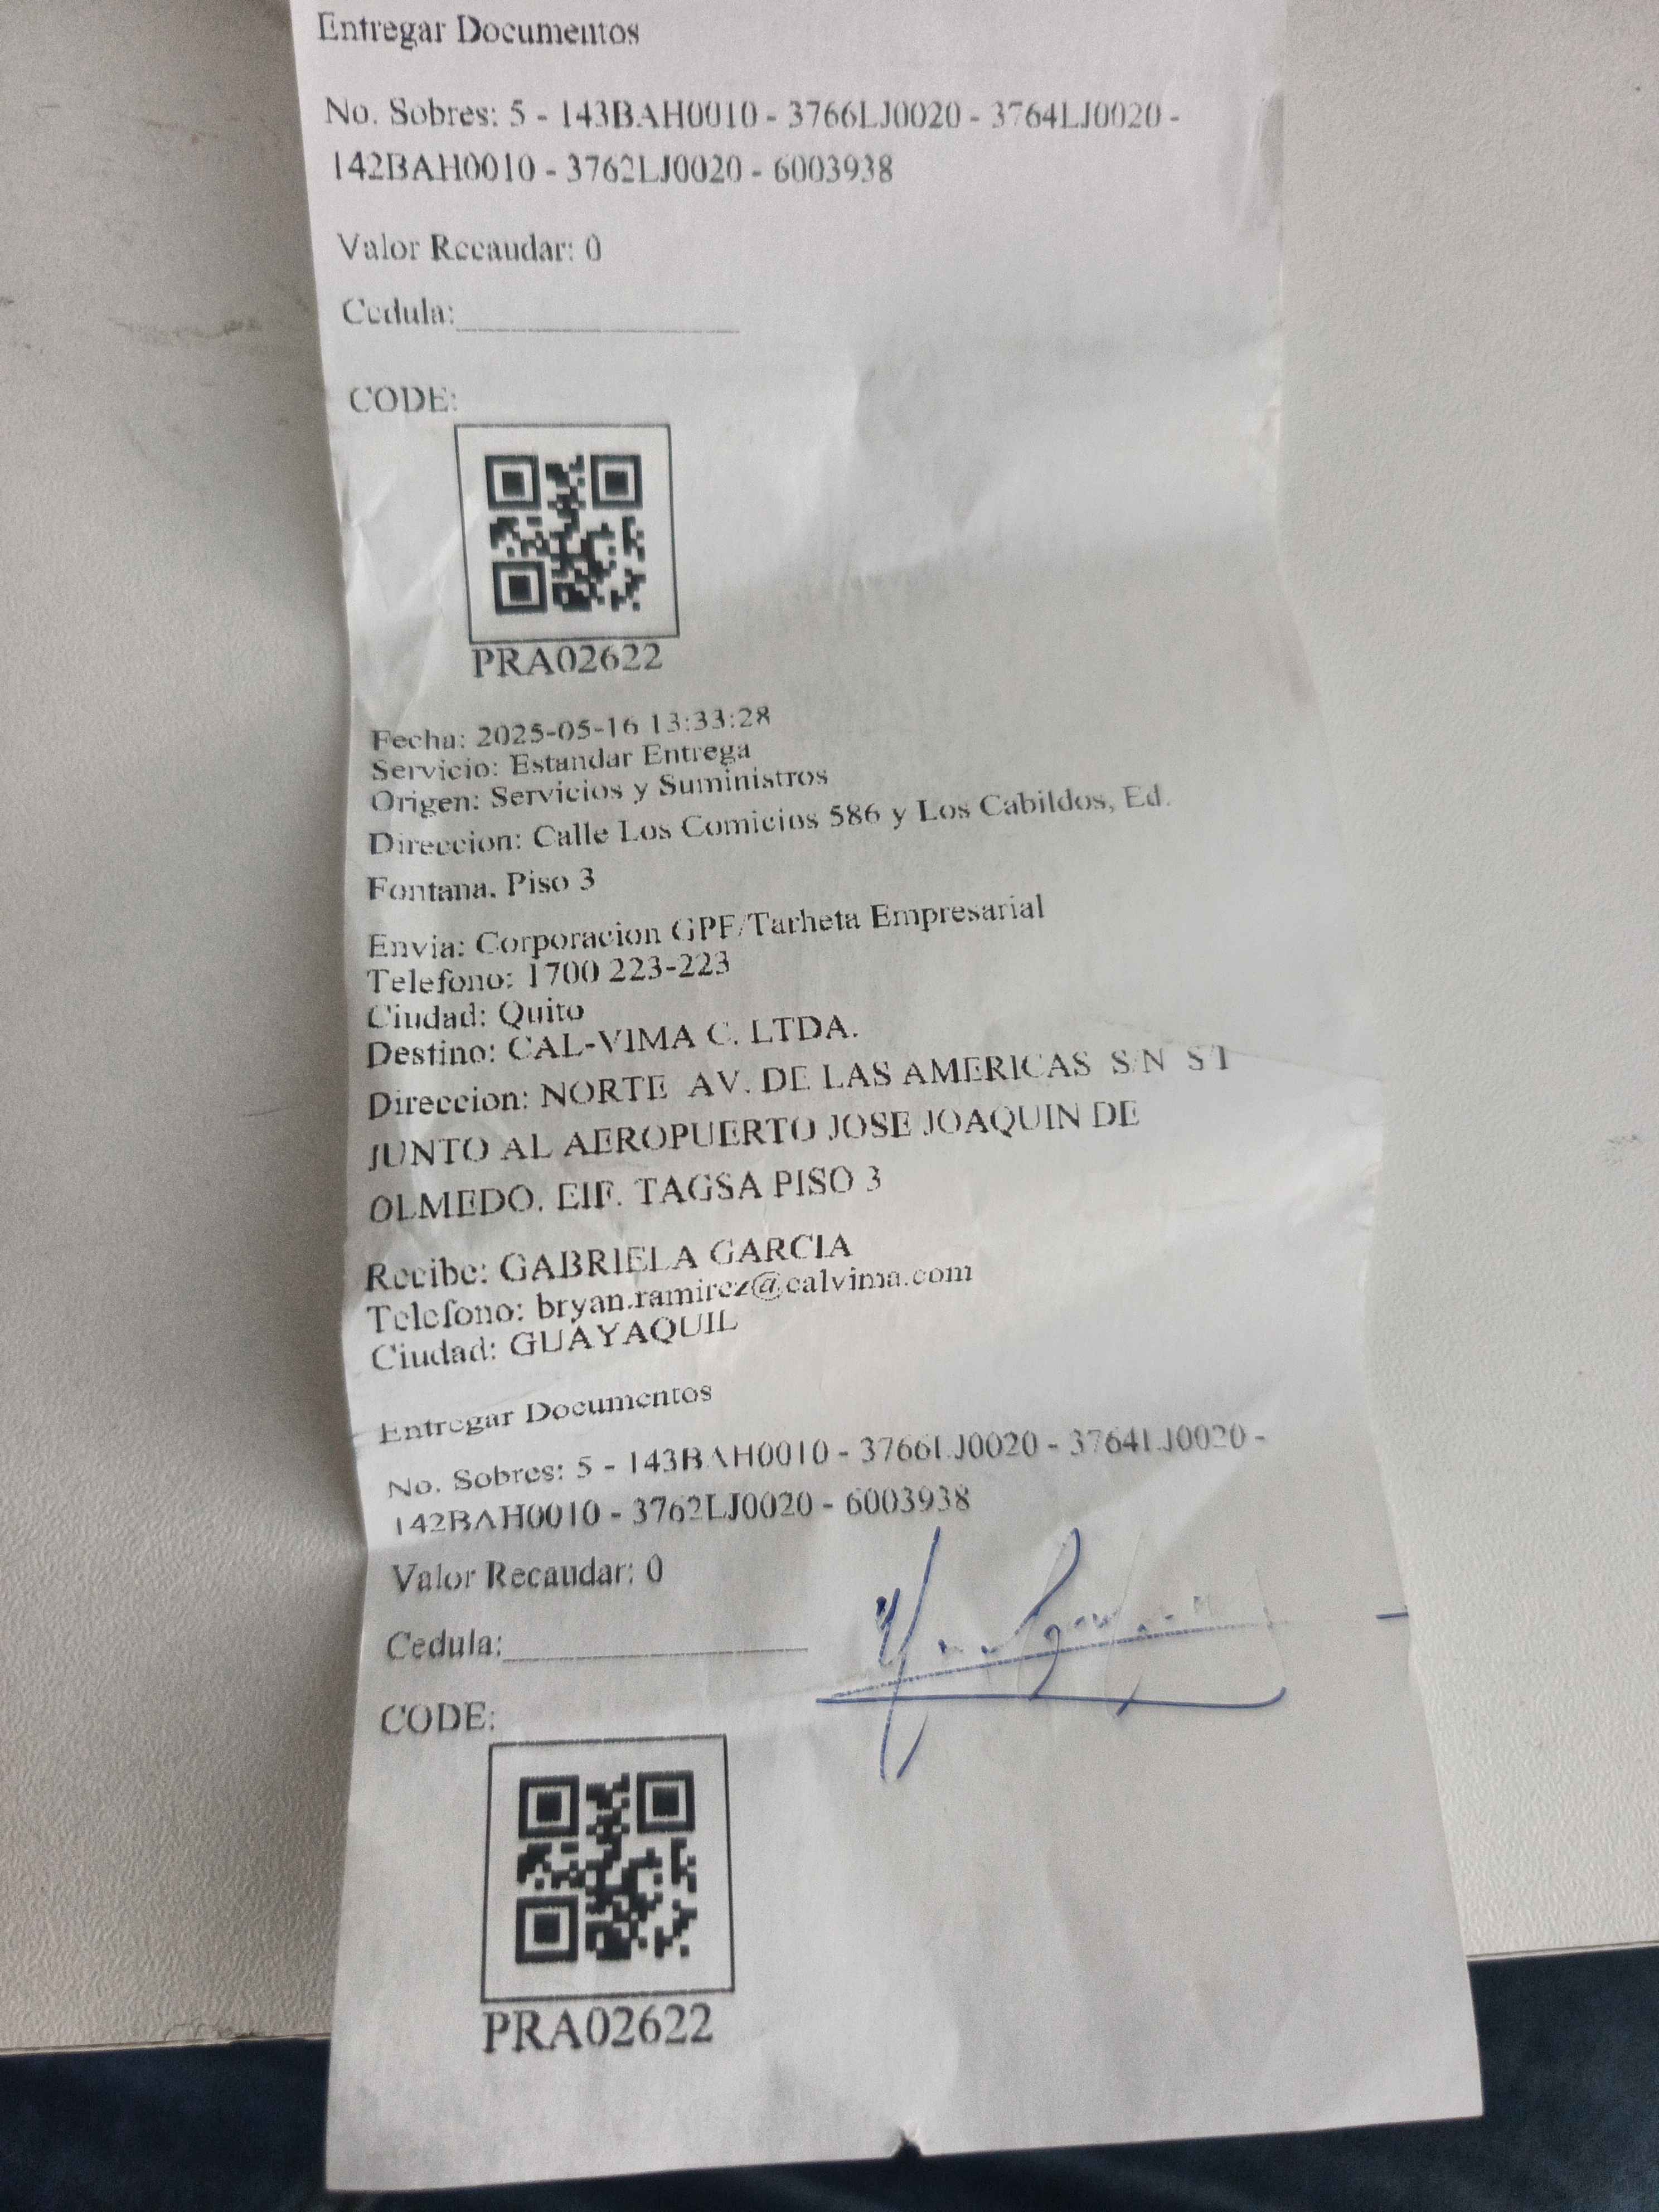 Entregar Documentos
No. Sobres: 5 - 143BAH0010 - 3766LJ0020 - 3764LJ0020 -
142BAH0010 - 3762LJ0020 - 6003938
Valor Recaudar: 0
Cedula:
CODE:
PRA02622
Fecha: 2025-05-16 13:33:28
Servicio: Estandar Entrega
Origen: Servicios y Suministros
Direccion: Calle Los Comicios 586 y Los Cabildos, Ed.
Fontana. Piso 3
Envia: Corporacion GPF/Tarheta Empresarial
Telefono: 1700 223-223
Ciudad: Quito
Destino: CAL-VIMA C. LTDA.
Direccion: NORTE AV. DE LAS AMERICAS S/N ST
JUNTO AL AEROPUERTO JOSE JOAQUIN DE
OLMEDO. EIF. TAGSA PISO 3
Recibe: GABRIELA GARCIA
Telefono: bryan.ramirez@calvima.com
Ciudad: GUAYAQUIL
Entregar Documentos
No. Sobres: 5 - 143BAH0010 - 3766LJ0020 - 3764LJ0020 -
142BAH0010 - 3762LJ0020 - 6003938
Valor Recaudar: 0
Cedula:
CODE:
PRA02622